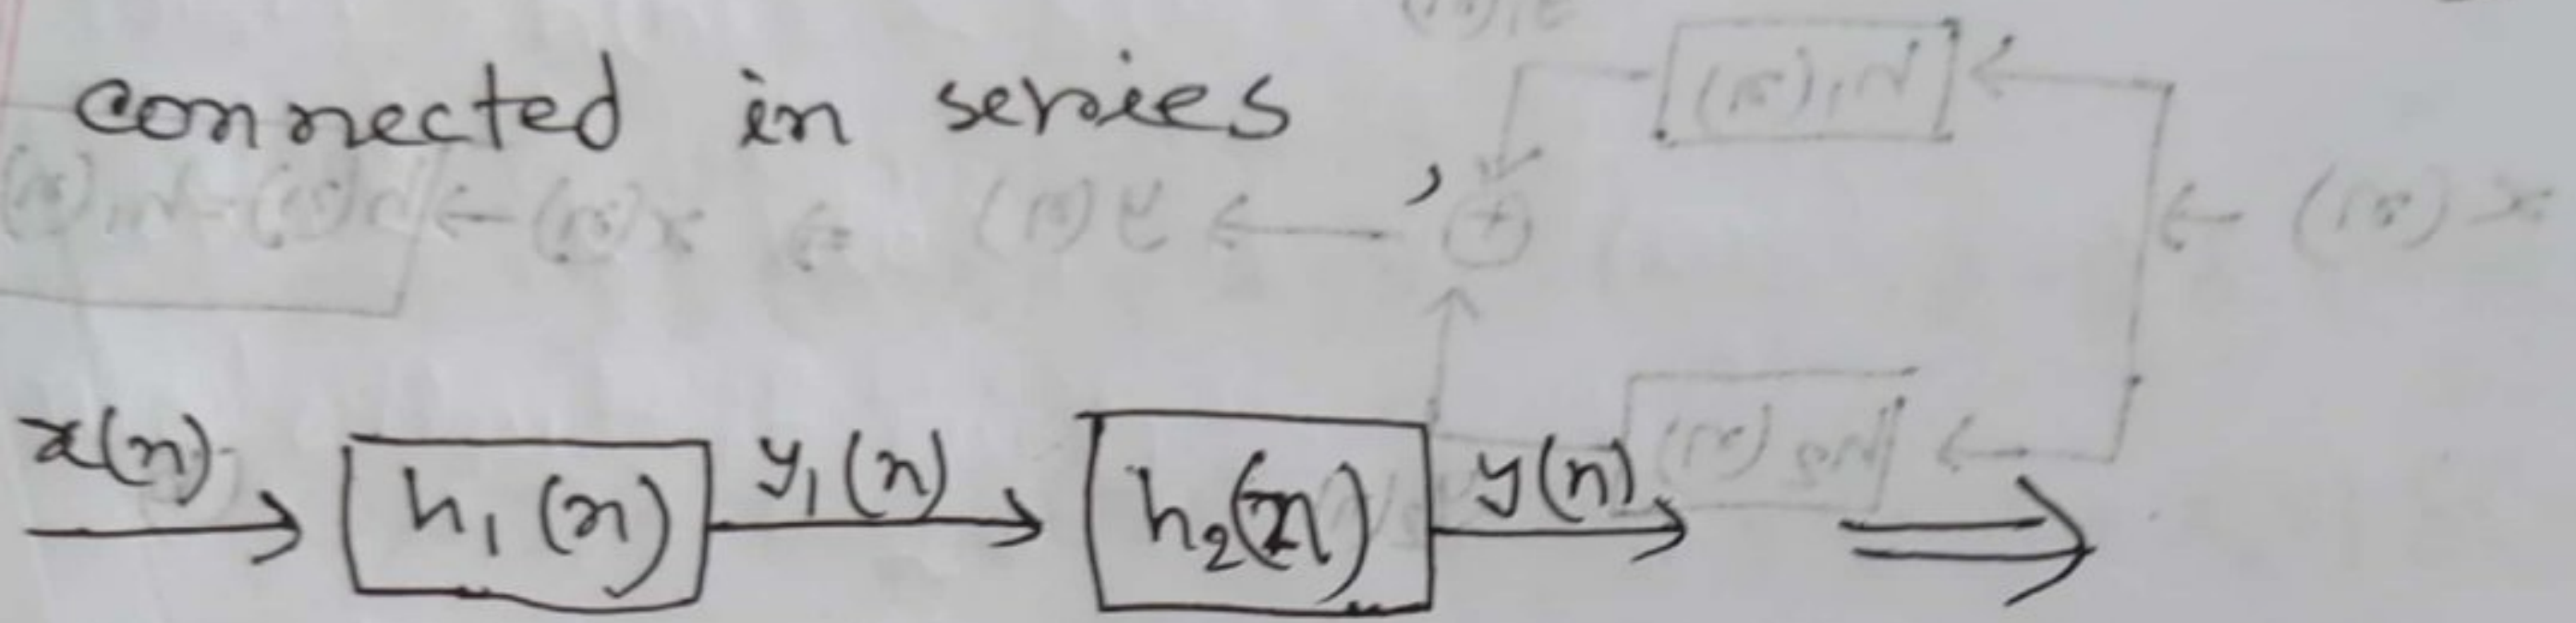 connected in series,
x(n) h₁(n) y₁(n) h₂(n) y(n)